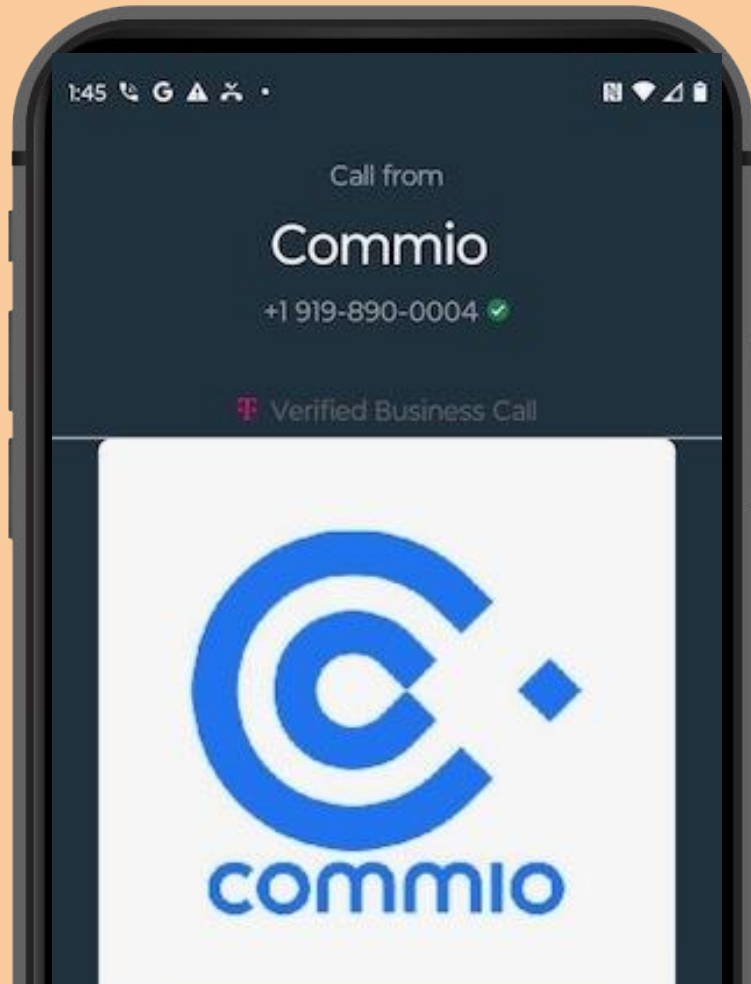 1:45
Call from
Commio
+1 919-890-0004
Verified Business Call
commio